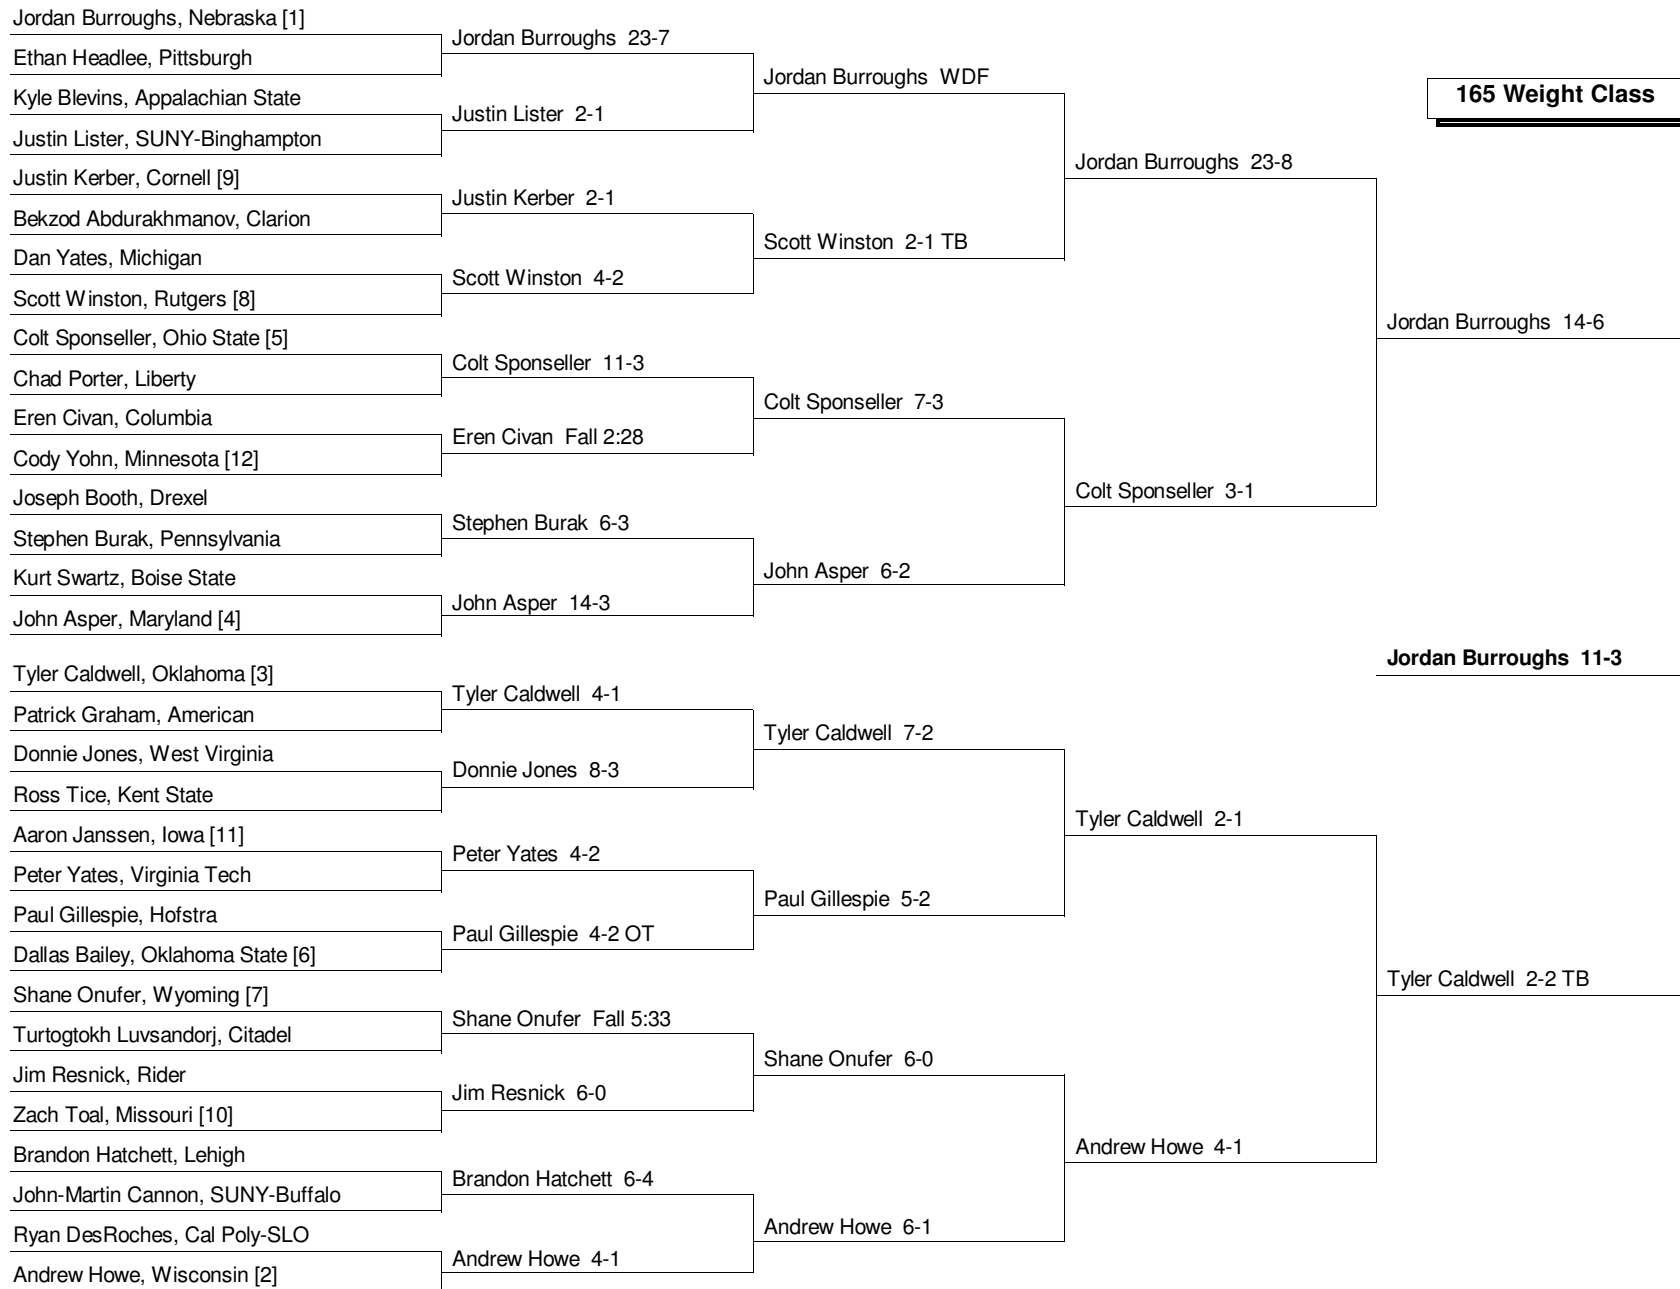 Jordan Burroughs, Nebraska [1]
Ethan Headlee, Pittsburgh
Kyle Blevins, Appalachian State
Justin Lister, SUNY-Binghampton
Justin Kerber, Cornell [9]
Bekzod Abdurakhmanov, Clarion
Dan Yates, Michigan
Scott Winston, Rutgers [8]
Colt Sponseller, Ohio State [5]
Chad Porter, Liberty
Eren Civan, Columbia
Cody Yohn, Minnesota [12]
Joseph Booth, Drexel
Stephen Burak, Pennsylvania
Kurt Swartz, Boise State
John Asper, Maryland [4]
Tyler Caldwell, Oklahoma [3]
Patrick Graham, American
Donnie Jones, West Virginia
Ross Tice, Kent State
Aaron Janssen, Iowa [11]
Peter Yates, Virginia Tech
Paul Gillespie, Hofstra
Dallas Bailey, Oklahoma State [6]
Shane Onufer, Wyoming [7]
Turtogtokh Luvsandorj, Citadel
Jim Resnick, Rider
Zach Toal, Missouri [10]
Brandon Hatchett, Lehigh
John-Martin Cannon, SUNY-Buffalo
Ryan DesRoches, Cal Poly-SLO
Andrew Howe, Wisconsin [2]
Jordan Burroughs 23-7
Justin Lister 2-1
Justin Kerber 2-1
Scott Winston 4-2
Colt Sponseller 11-3
Eren Civan Fall 2:28
Stephen Burak 6-3
John Asper 14-3
Tyler Caldwell 4-1
Donnie Jones 8-3
Peter Yates 4-2
Paul Gillespie 4-2 OT
Shane Onufer Fall 5:33
Jim Resnick 6-0
Brandon Hatchett 6-4
Andrew Howe 4-1
Jordan Burroughs WDF
Scott Winston 2-1 TB
Colt Sponseller 7-3
John Asper 6-2
Tyler Caldwell 7-2
Paul Gillespie 5-2
Shane Onufer 6-0
Andrew Howe 6-1
Jordan Burroughs 23-8
Colt Sponseller 3-1
Tyler Caldwell 2-1
Andrew Howe 4-1
165 Weight Class
Jordan Burroughs 14-6
Jordan Burroughs 11-3
Tyler Caldwell 2-2 TB